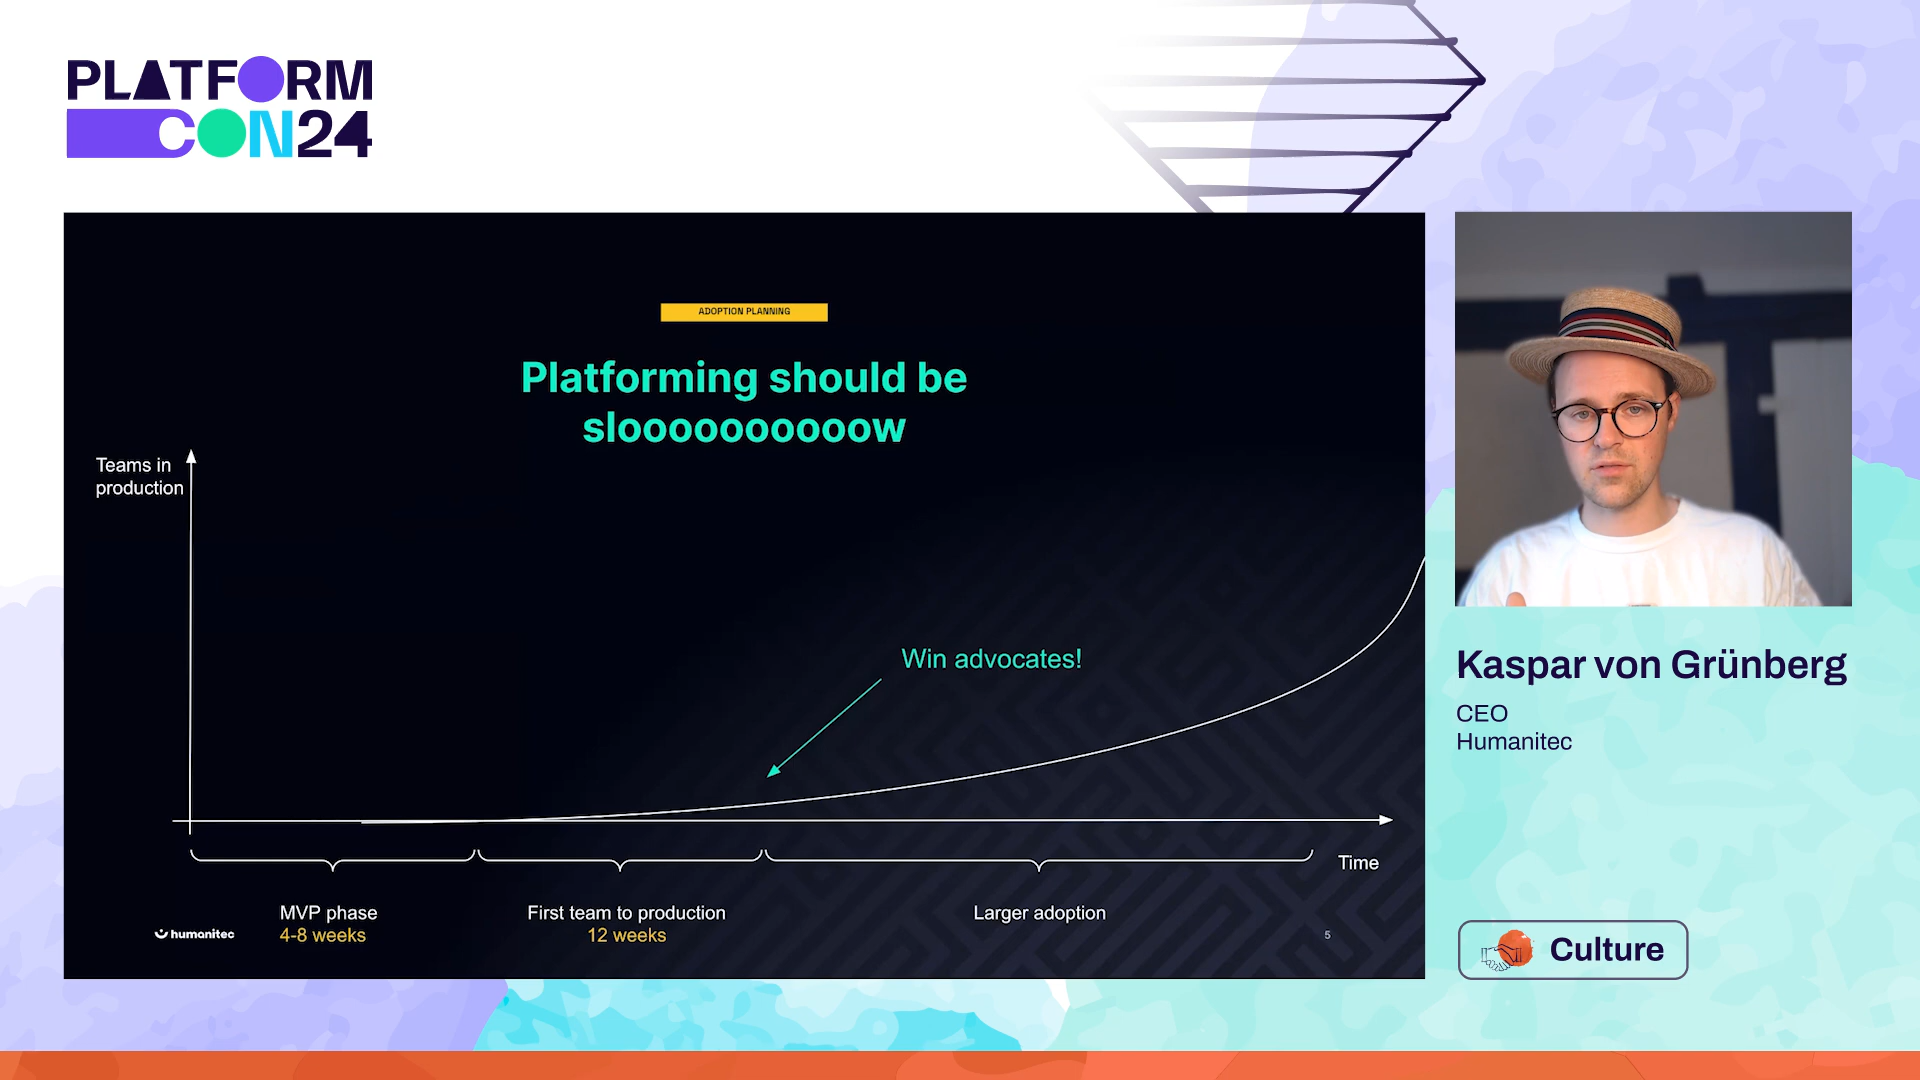 PLATFORM
CON24
ADOPTION PLANNING
Platforming should be
sloooooooooow
Teams in
production
Win advocates!
Time
MVP phase
4-8 weeks
First team to production
12 weeks
Larger adoption
humanitec
5
Kaspar von Grünberg
CEO
Humanitec
Culture